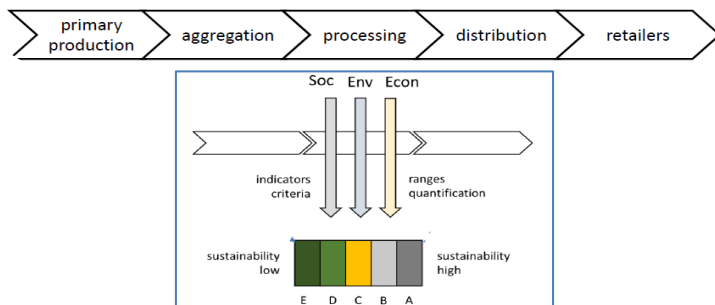 primary
production
aggregation
processing
distribution
retailers
Soc Env Econ
indicators
criteria
ranges
quantification
sustainability
low
sustainability
high
E D C B A